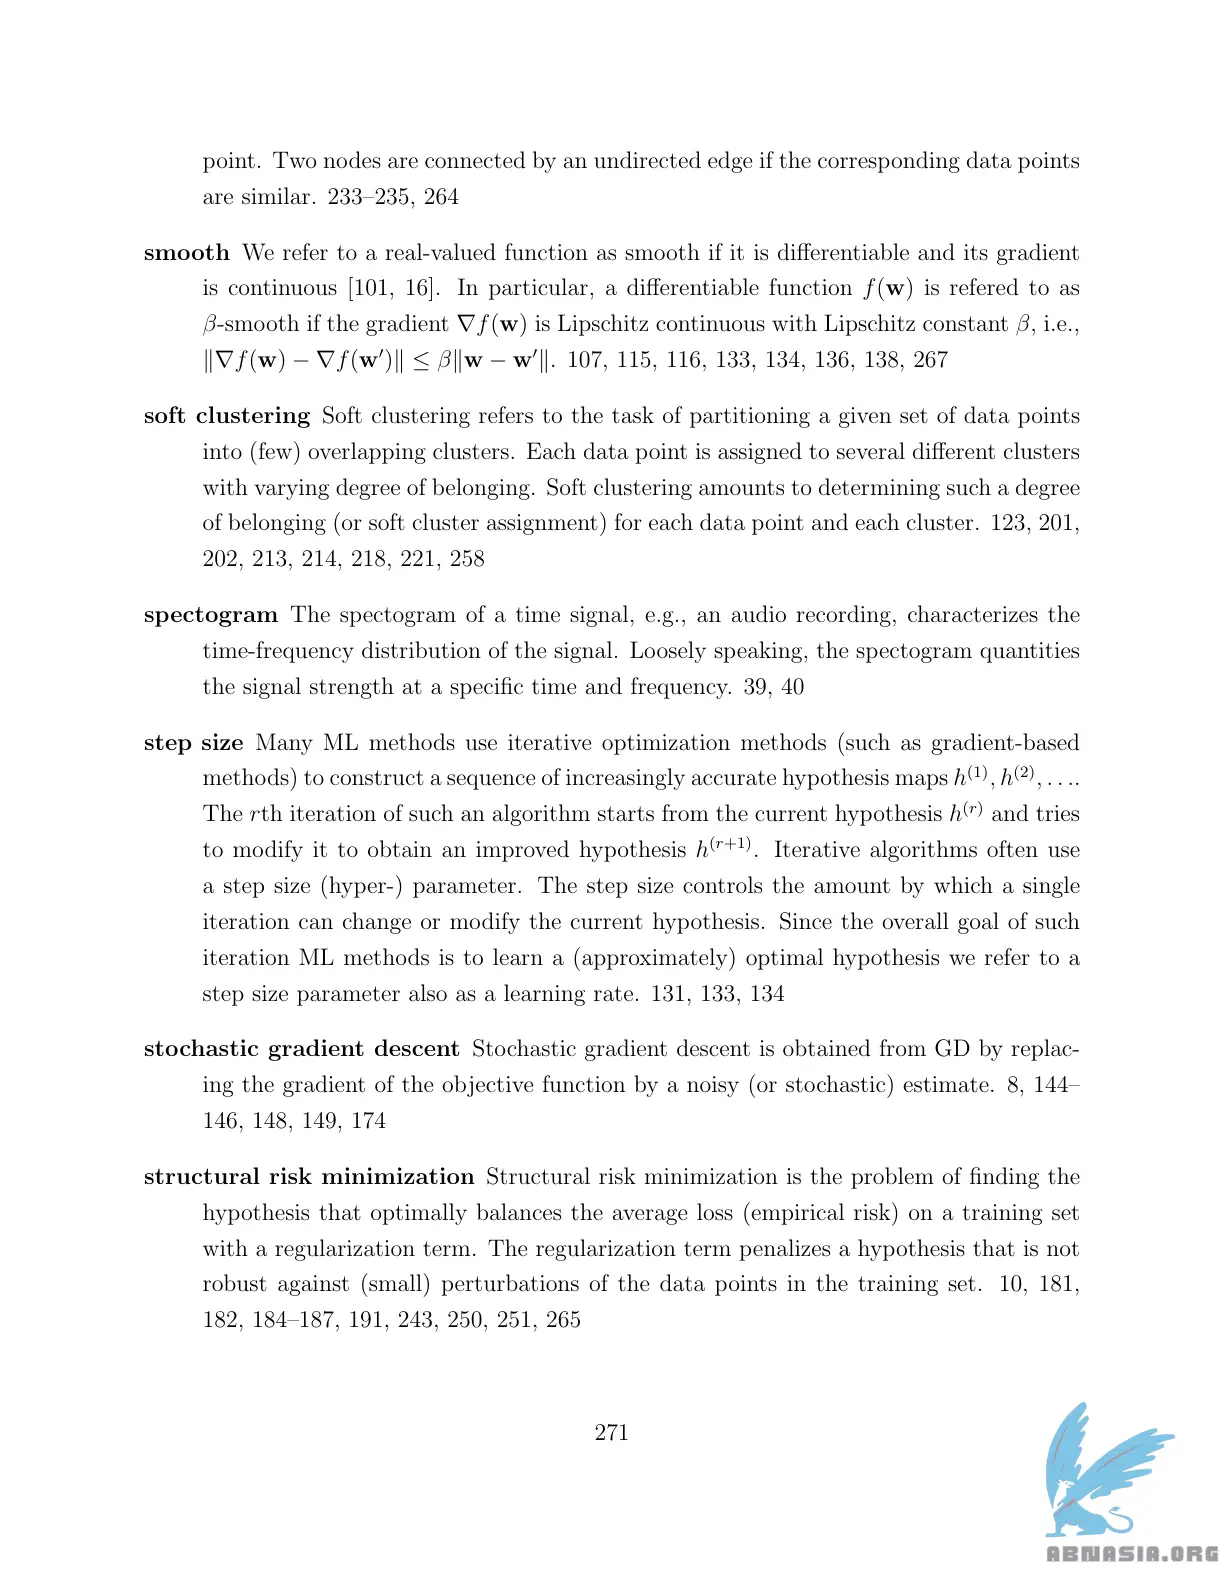 point. Two nodes are connected by an undirected edge if the corresponding data points
are similar. 233–235, 264
smooth We refer to a real-valued function as smooth if it is differentiable and its gradient
is continuous [101, 16]. In particular, a differentiable function f(w) is refered to as
β-smooth if the gradient ∇f(w) is Lipschitz continuous with Lipschitz constant β, i.e.,
‖∇f(w) − ∇f(w′)‖ ≤ β‖w − w′‖. 107, 115, 116, 133, 134, 136, 138, 267
soft clustering Soft clustering refers to the task of partitioning a given set of data points
into (few) overlapping clusters. Each data point is assigned to several different clusters
with varying degree of belonging. Soft clustering amounts to determining such a degree
of belonging (or soft cluster assignment) for each data point and each cluster. 123, 201,
202, 213, 214, 218, 221, 258
spectogram The spectogram of a time signal, e.g., an audio recording, characterizes the
time-frequency distribution of the signal. Loosely speaking, the spectogram quantities
the signal strength at a specific time and frequency. 39, 40
step size Many ML methods use iterative optimization methods (such as gradient-based
methods) to construct a sequence of increasingly accurate hypothesis maps h⁽¹⁾, h⁽²⁾, . . ..
The rth iteration of such an algorithm starts from the current hypothesis h⁽ʳ⁾ and tries
to modify it to obtain an improved hypothesis h⁽ʳ⁺¹⁾. Iterative algorithms often use
a step size (hyper-) parameter. The step size controls the amount by which a single
iteration can change or modify the current hypothesis. Since the overall goal of such
iteration ML methods is to learn a (approximately) optimal hypothesis we refer to a
step size parameter also as a learning rate. 131, 133, 134
stochastic gradient descent Stochastic gradient descent is obtained from GD by replac-
ing the gradient of the objective function by a noisy (or stochastic) estimate. 8, 144–
146, 148, 149, 174
structural risk minimization Structural risk minimization is the problem of finding the
hypothesis that optimally balances the average loss (empirical risk) on a training set
with a regularization term. The regularization term penalizes a hypothesis that is not
robust against (small) perturbations of the data points in the training set. 10, 181,
182, 184–187, 191, 243, 250, 251, 265
271
ABNASIA.ORG